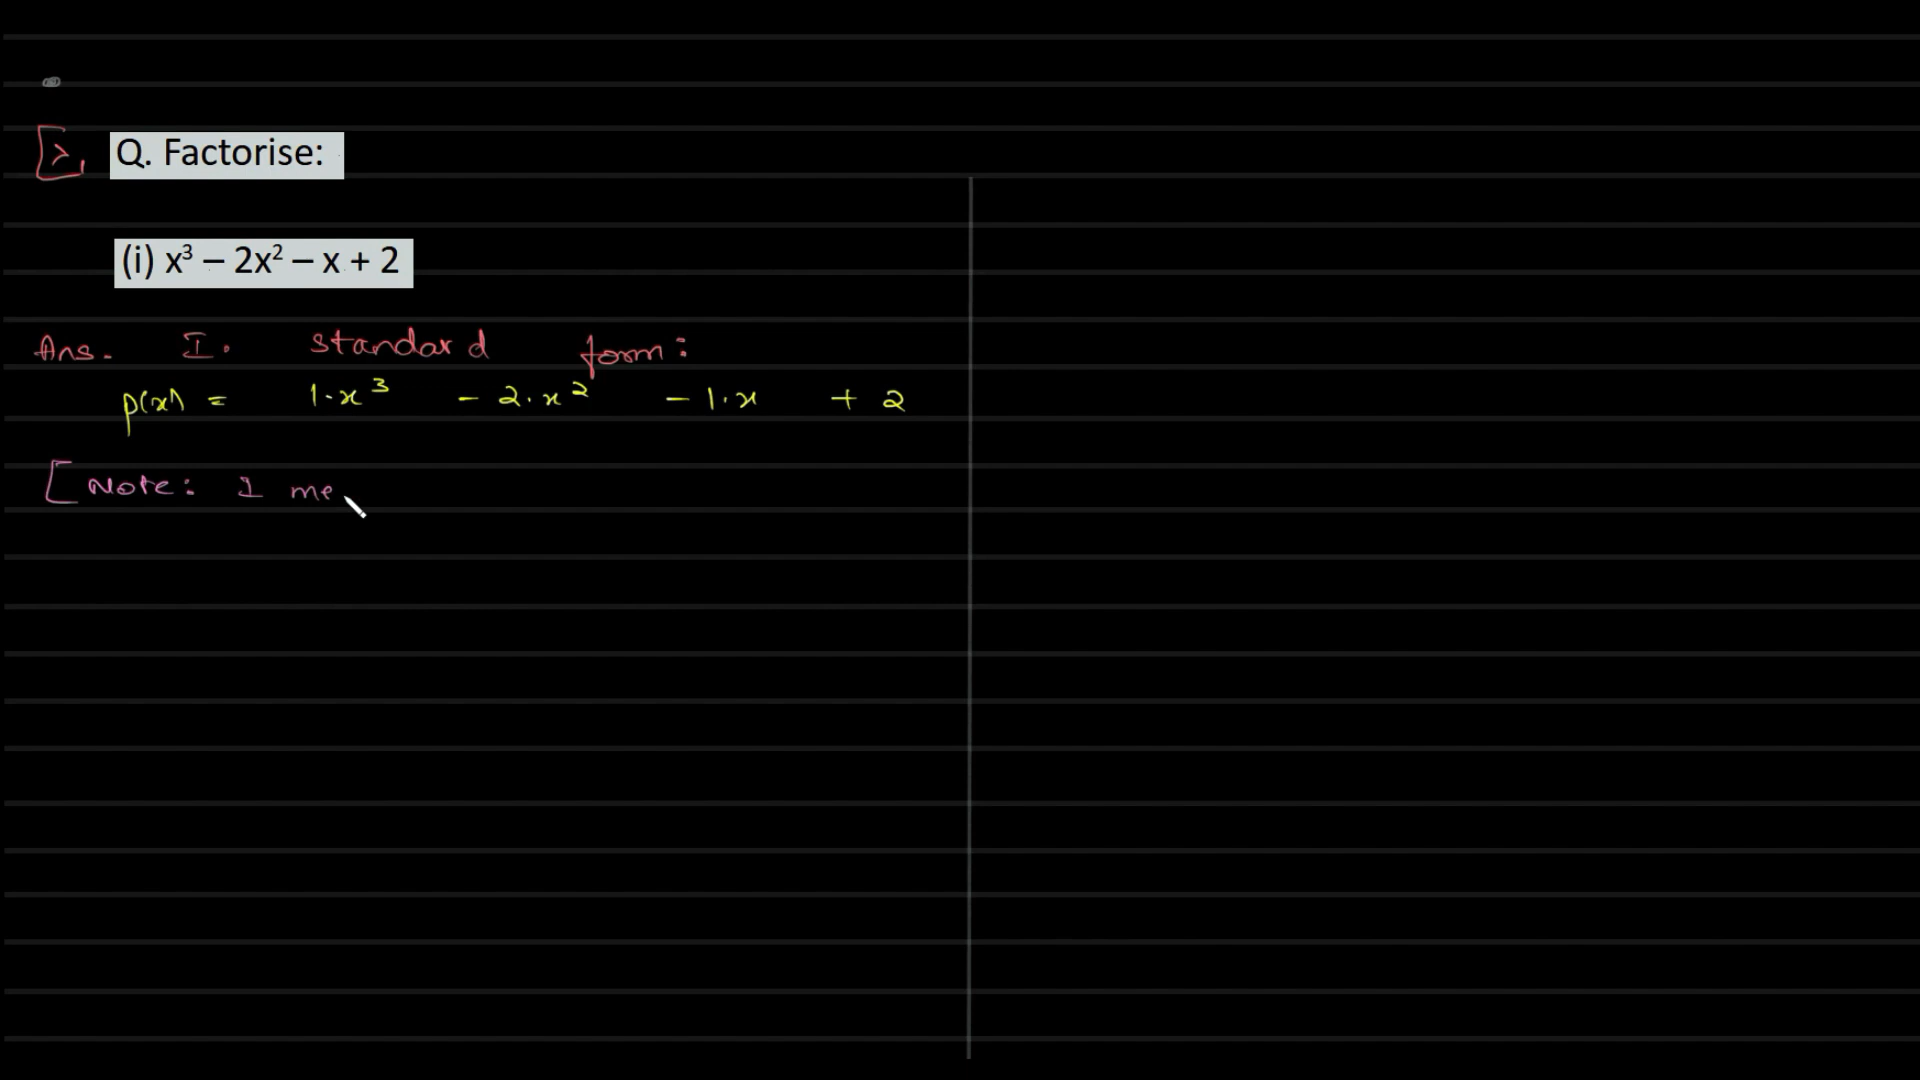 Q. Factorise:
(i) x³ – 2x² – x + 2
Ans. I. standard form:
p(x) = 1·x³ - 2·x² - 1·x + 2
[Note: I me